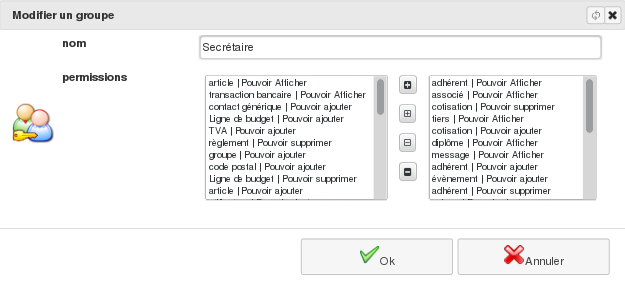 Modifier un groupe
nom
Secrétaire
permissions
article | Pouvoir Afficher
transaction bancaire | Pouvoir Afficher
contact générique | Pouvoir ajouter
Ligne de budget | Pouvoir ajouter
TVA | Pouvoir ajouter
règlement | Pouvoir supprimer
groupe | Pouvoir ajouter
code postal | Pouvoir ajouter
Ligne de budget | Pouvoir supprimer
article | Pouvoir ajouter
adhérent | Pouvoir Afficher
associé | Pouvoir Afficher
cotisation | Pouvoir supprimer
tiers | Pouvoir Afficher
cotisation | Pouvoir ajouter
diplôme | Pouvoir Afficher
message | Pouvoir Afficher
adhérent | Pouvoir ajouter
évènement | Pouvoir ajouter
adhérent | Pouvoir supprimer
Ok
Annuler